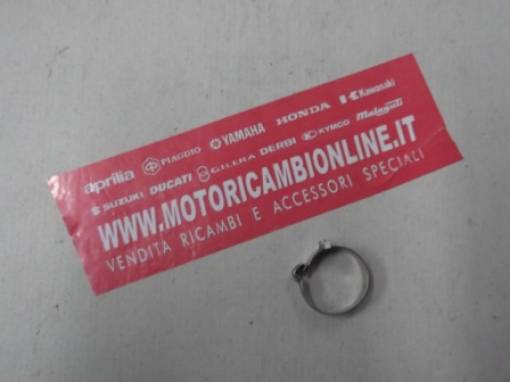 aprilia PIAGGIO YAMAHA HONDA Kawasaki
SUZUKI DUCATI GILERA DERBI KYMCO Malaguti
WWW.MOTORICAMBIONLINE.IT
VENDITA RICAMBI E ACCESSORI SPECIALI